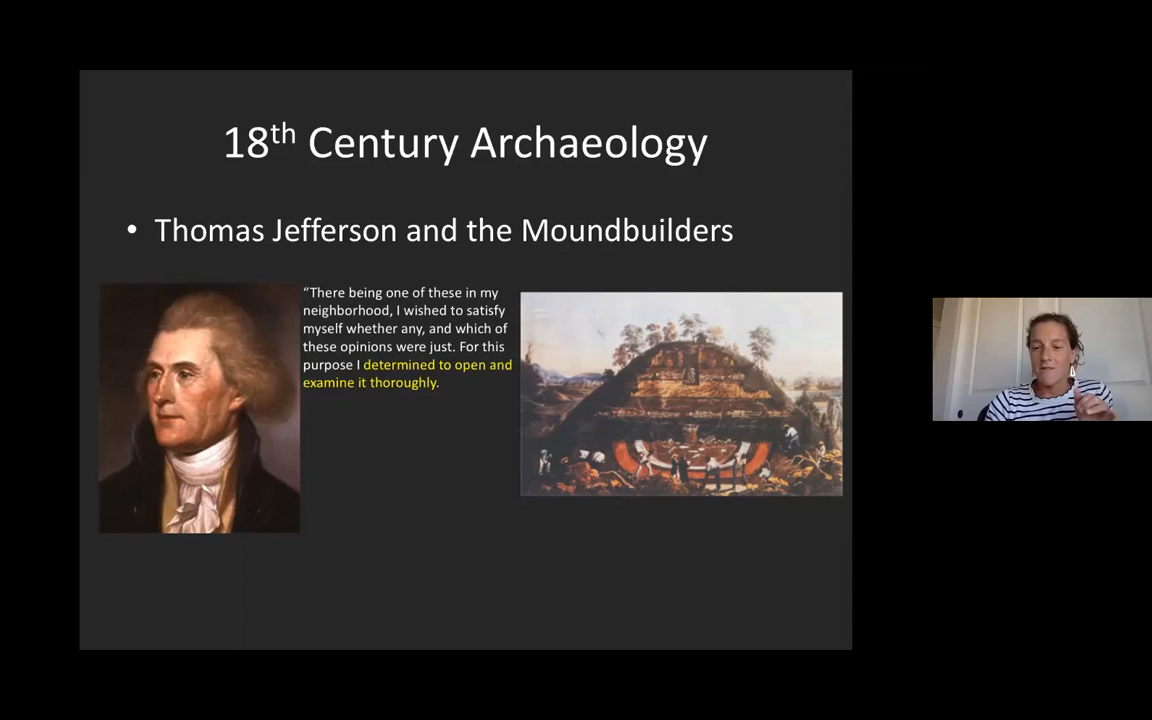 18th Century Archaeology
• Thomas Jefferson and the Moundbuilders
“There being one of these in my
neighborhood, I wished to satisfy
myself whether any, and which of
these opinions were just. For this
purpose I determined to open and
examine it thoroughly.